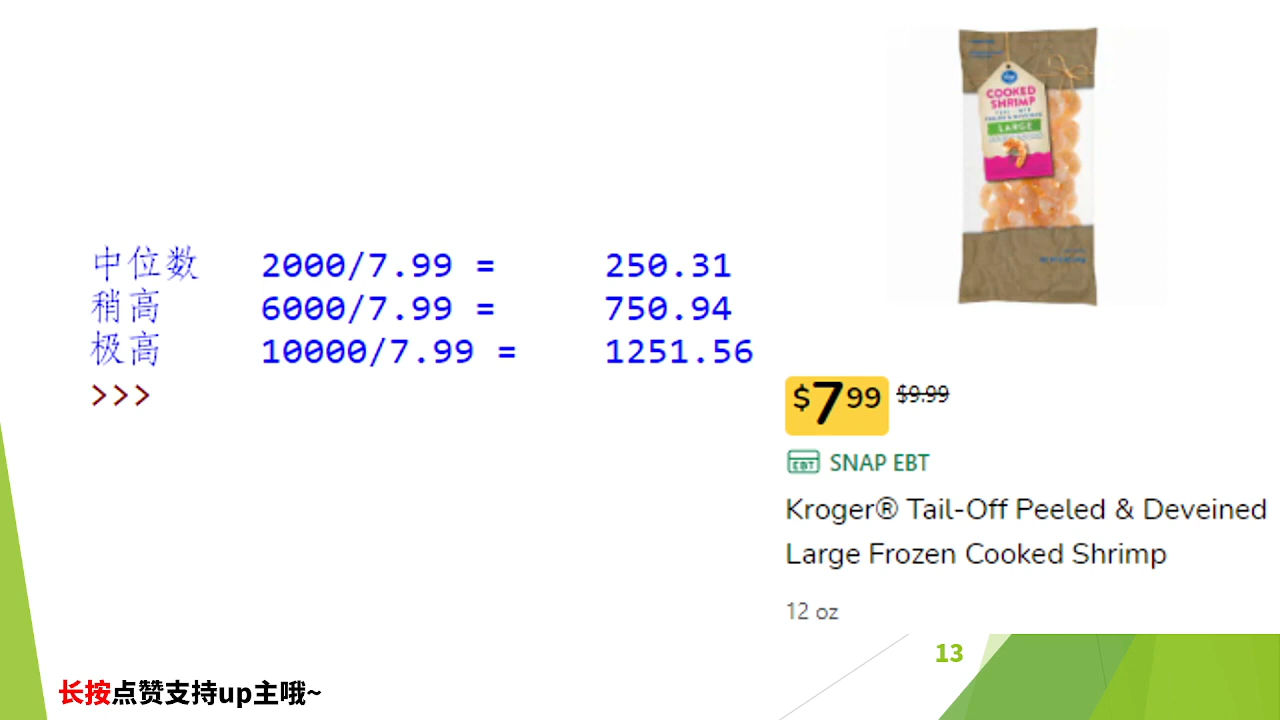 COOKED
SHRIMP
LARGE
中位数 2000/7.99 = 250.31
稍高 6000/7.99 = 750.94
极高 10000/7.99 = 1251.56
>>>
$7.99 $9.99
EBT SNAP EBT
Kroger® Tail-Off Peeled & Deveined
Large Frozen Cooked Shrimp
12 oz
13
长按点赞支持up主哦~